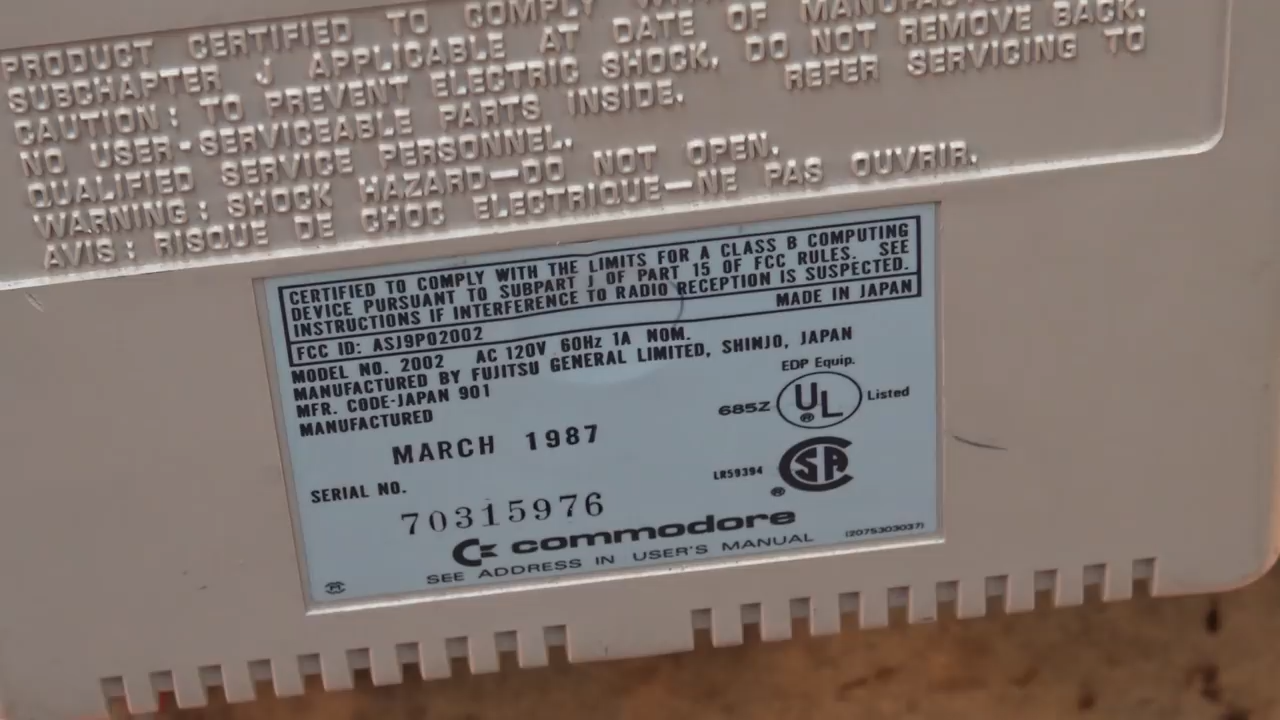 PRODUCT CERTIFIED TO COMPLY WITH
SUBCHAPTER J APPLICABLE AT DATE OF MANUFACTURE
CAUTION: TO PREVENT ELECTRIC SHOCK, DO NOT REMOVE BACK.
NO USER-SERVICEABLE PARTS INSIDE. REFER SERVICING TO
QUALIFIED SERVICE PERSONNEL.
WARNING: SHOCK HAZARD—DO NOT OPEN.
AVIS: RISQUE DE CHOC ELECTRIQUE—NE PAS OUVRIR.
CERTIFIED TO COMPLY WITH THE LIMITS FOR A CLASS B COMPUTING
DEVICE PURSUANT TO SUBPART J OF PART 15 OF FCC RULES. SEE
INSTRUCTIONS IF INTERFERENCE TO RADIO RECEPTION IS SUSPECTED.
FCC ID: ASJ9P02002 MADE IN JAPAN
MODEL NO. 2002 AC 120V 60Hz 1A NOM.
MANUFACTURED BY FUJITSU GENERAL LIMITED, SHINJO, JAPAN
MFR. CODE-JAPAN 901
MANUFACTURED
MARCH 1987
EDP Equip.
685Z UL ® Listed
LR59394 CSA ®
SERIAL NO.
70315976
commodore
SEE ADDRESS IN USER'S MANUAL (2075303037)